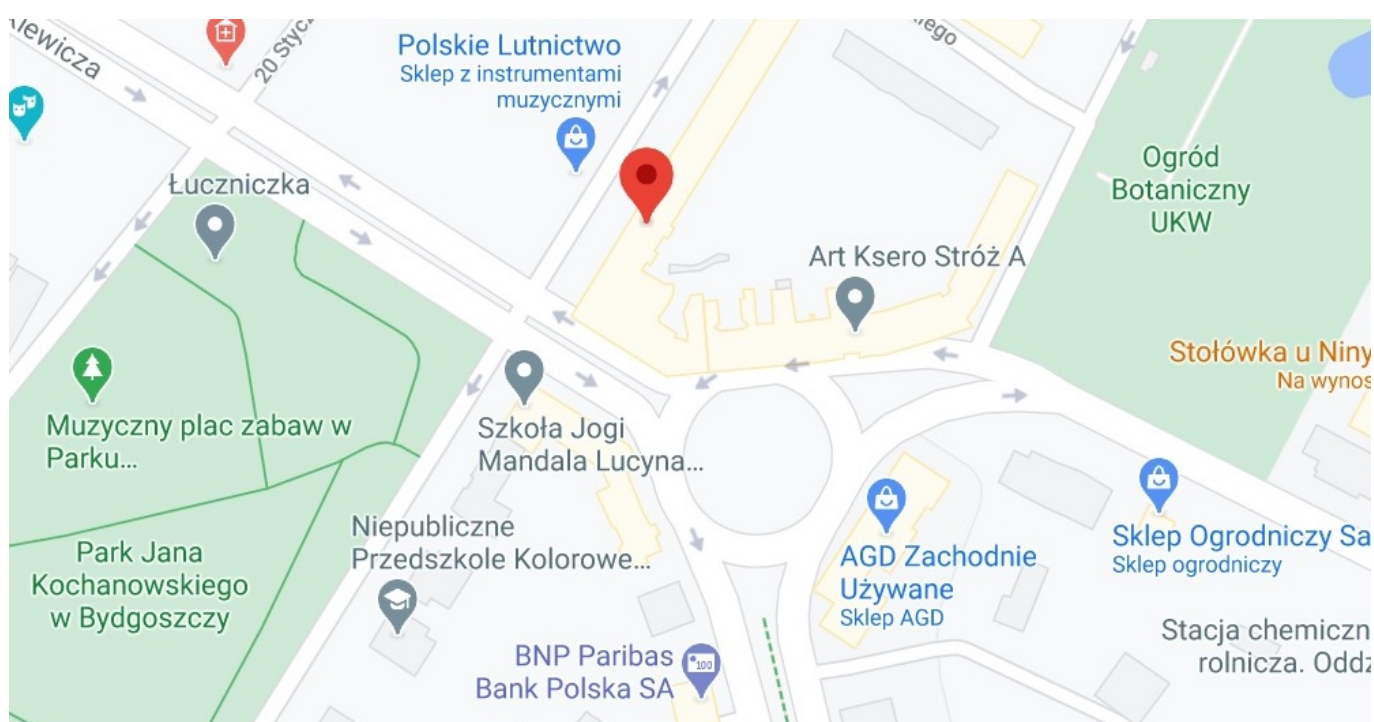 20 Stycz
Polskie Lutnictwo
Sklep z instrumentami
muzycznymi
Łuczniczka
Ogród
Botaniczny
UKW
Art Ksero Stróż A
Stołówka u Niny
Na wynos
Muzyczny plac zabaw w
Parku...
Szkoła Jogi
Mandala Lucyna...
Niepubliczne
Przedszkole Kolorowe...
Park Jana
Kochanowskiego
w Bydgoszczy
AGD Zachodnie
Używane
Sklep AGD
Sklep Ogrodniczy Sa
Sklep ogrodniczy
Stacja chemiczn
rolnicza. Oddz
BNP Paribas
Bank Polska SA
100